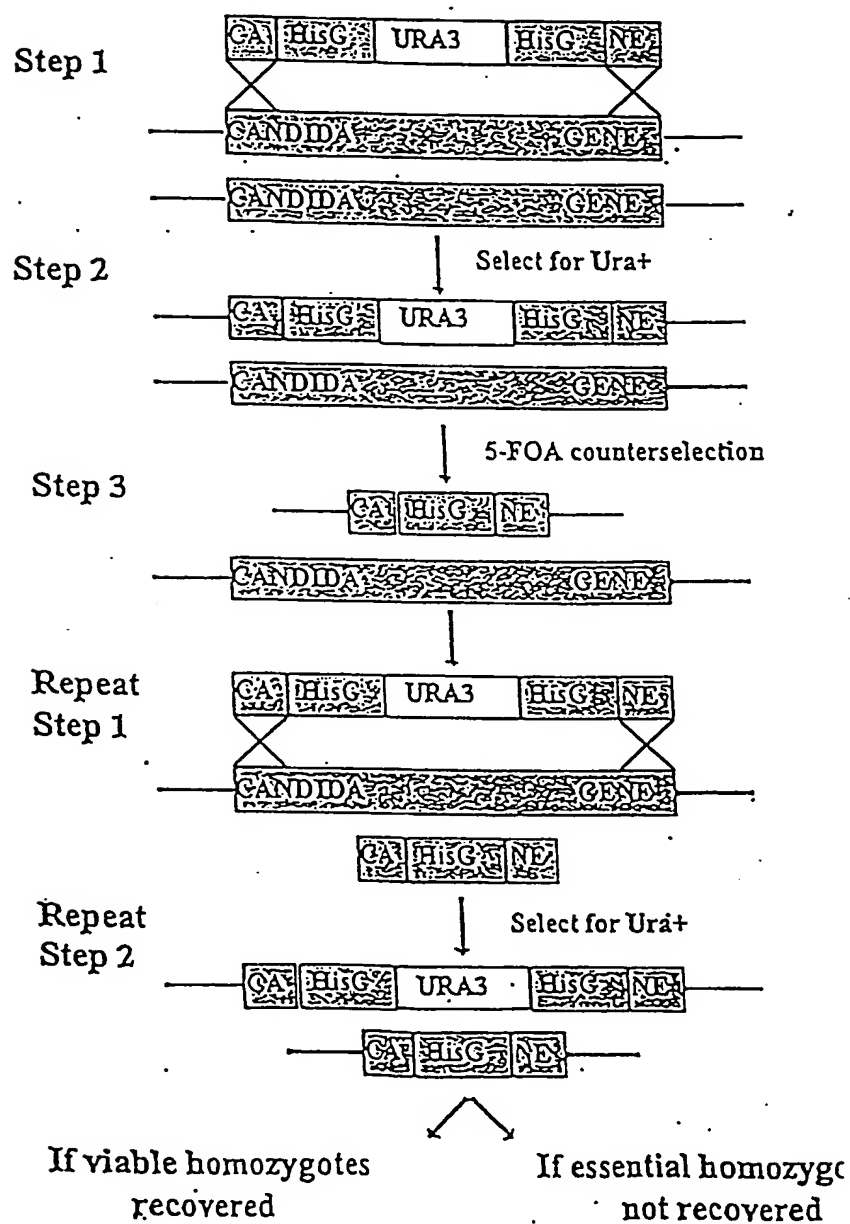 CA HisG URA3 HisG NE
Step 1
CANDIDA GENE
CANDIDA GENE
Select for Ura+
Step 2
CA HisG URA3 HisG NE
CANDIDA GENE
5-FOA counterselection
Step 3
CA HisG NE
CANDIDA GENE
Repeat
Step 1
CA HisG URA3 HisG NE
CANDIDA GENE
CA HisG NE
Repeat
Step 2
Select for Ura+
CA HisG URA3 HisG NE
CA HisG NE
If viable homozygotes
recovered
If essential homozygo
not recovered